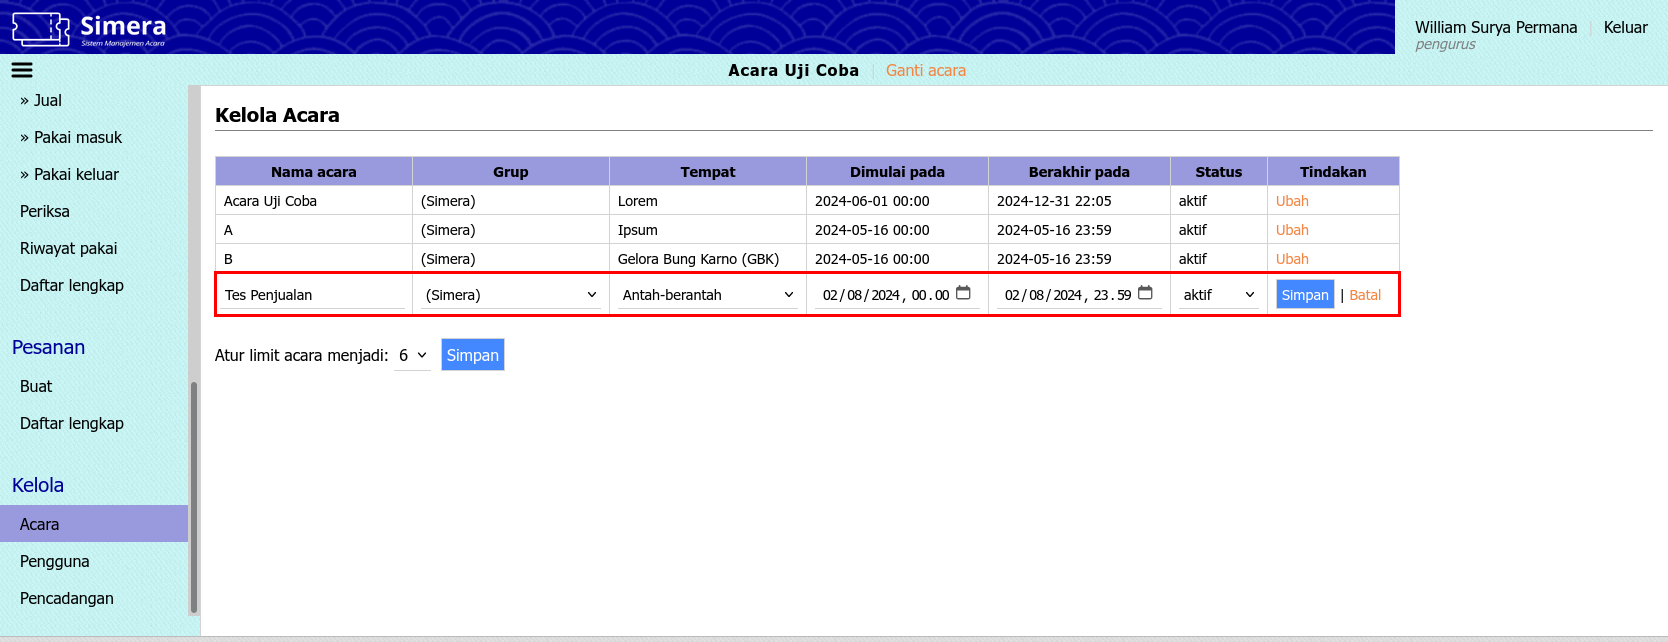 Simera
Sistem Manajemen Acara
William Surya Permana | Keluar
pengurus
Acara Uji Coba | Ganti acara
» Jual
» Pakai masuk
» Pakai keluar
Periksa
Riwayat pakai
Daftar lengkap
Pesanan
Buat
Daftar lengkap
Kelola
Acara
Pengguna
Pencadangan
Kelola Acara
Nama acara Grup Tempat Dimulai pada Berakhir pada Status Tindakan
Acara Uji Coba (Simera) Lorem 2024-06-01 00:00 2024-12-31 22:05 aktif Ubah
A (Simera) Ipsum 2024-05-16 00:00 2024-05-16 23:59 aktif Ubah
B (Simera) Gelora Bung Karno (GBK) 2024-05-16 00:00 2024-05-16 23:59 aktif Ubah
Tes Penjualan (Simera) Antah-berantah 02/08/2024, 00.00 02/08/2024, 23.59 aktif Simpan | Batal
Atur limit acara menjadi: 6 Simpan